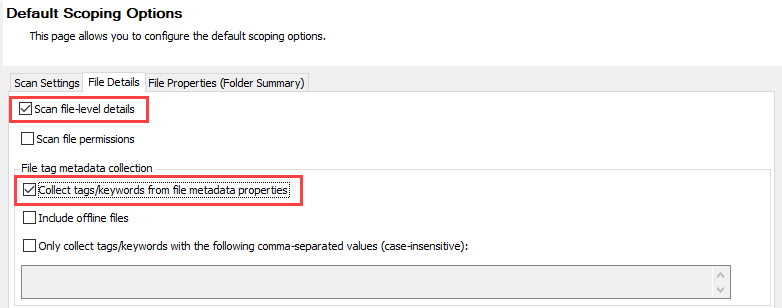 Default Scoping Options
This page allows you to configure the default scoping options.
Scan Settings File Details File Properties (Folder Summary)
Scan file-level details
Scan file permissions
File tag metadata collection
Collect tags/keywords from file metadata properties
Include offline files
Only collect tags/keywords with the following comma-separated values (case-insensitive):